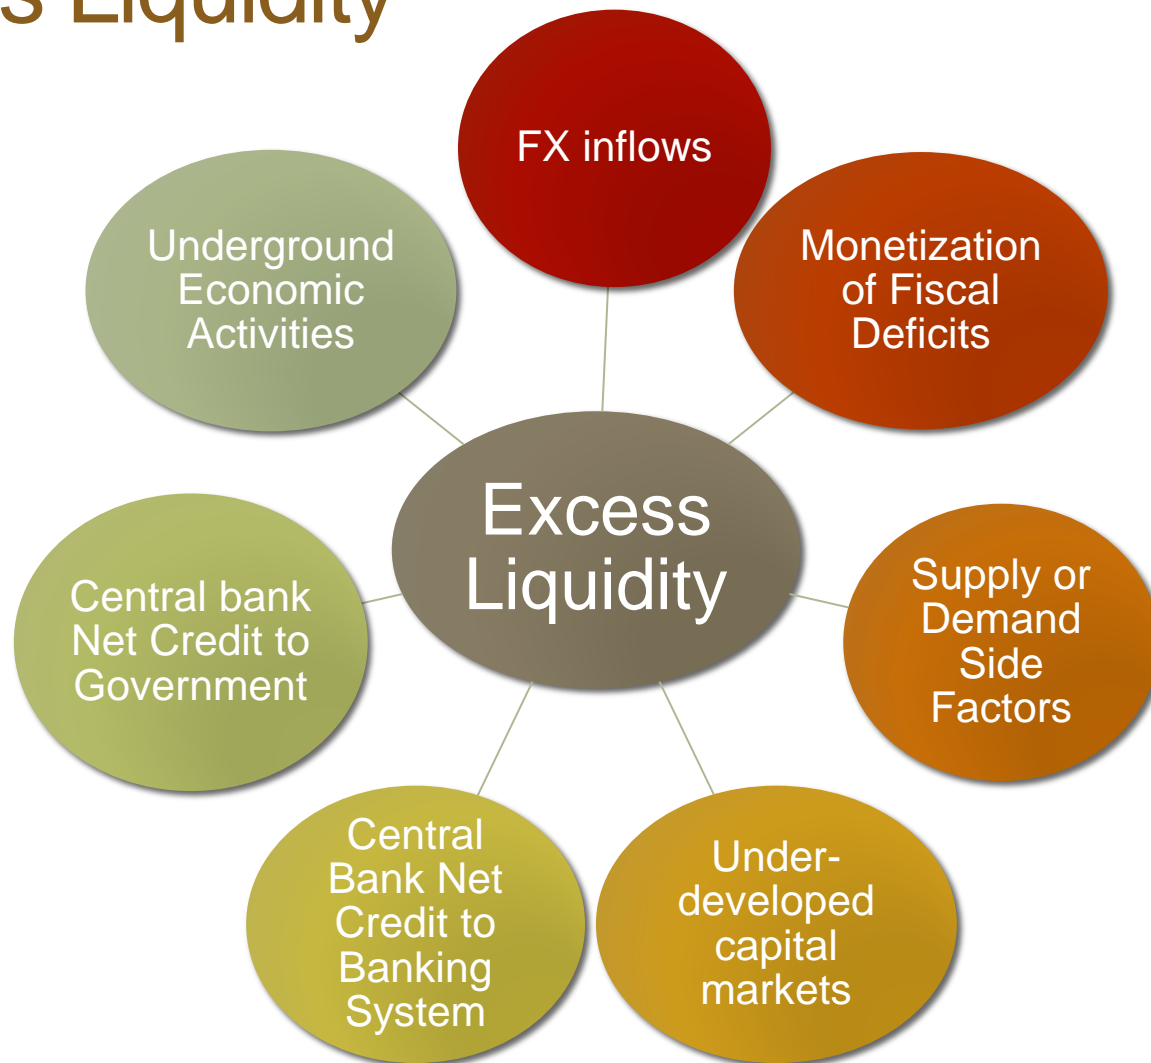 s Liquidity
FX inflows
Monetization
of Fiscal
Deficits
Supply or
Demand
Side
Factors
Under-
developed
capital
markets
Central
Bank Net
Credit to
Banking
System
Central bank
Net Credit to
Government
Underground
Economic
Activities
Excess
Liquidity